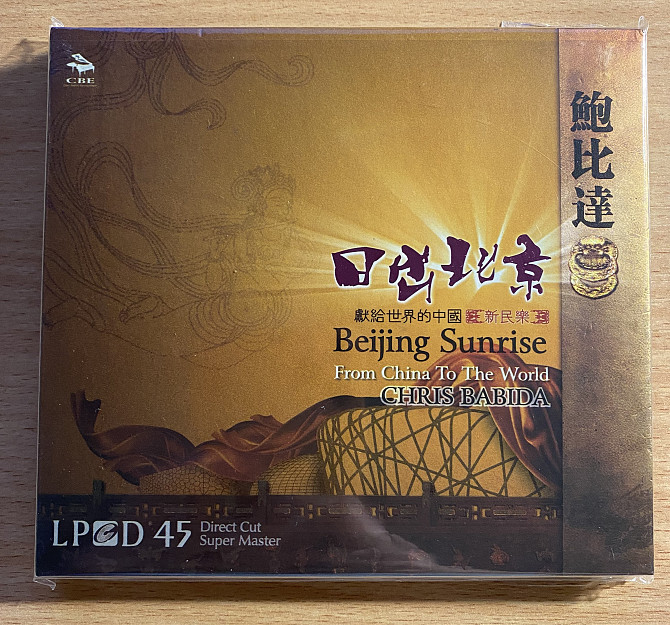 CBE
鮑比達
日出北京
獻給世界的中國 新民樂
Beijing Sunrise
From China To The World
CHRIS BABIDA
LPCD 45
Direct Cut
Super Master